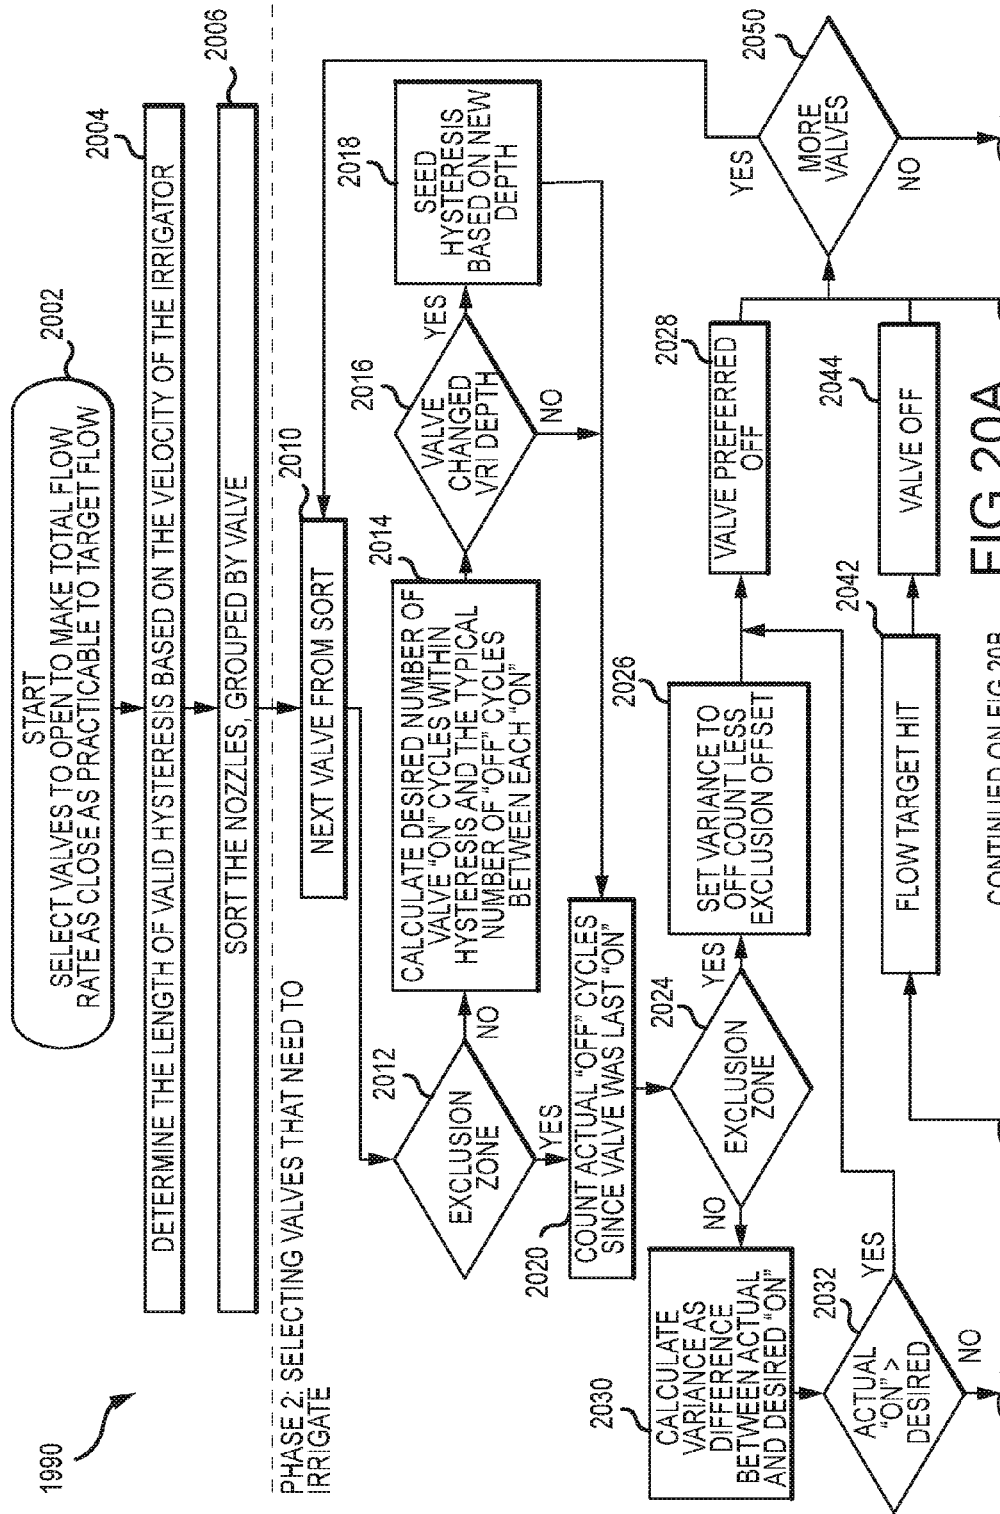 1990
START
SELECT VALVES TO OPEN TO MAKE TOTAL FLOW
RATE AS CLOSE AS PRACTICABLE TO TARGET FLOW
2002
DETERMINE THE LENGTH OF VALID HYSTERESIS BASED ON THE VELOCITY OF THE IRRIGATOR
2004
SORT THE NOZZLES, GROUPED BY VALVE
2006
PHASE 2: SELECTING VALVES THAT NEED TO
IRRIGATE
NEXT VALVE FROM SORT
2010
EXCLUSION
ZONE
2012
NO
YES
CALCULATE DESIRED NUMBER OF
VALVE "ON" CYCLES WITHIN
HYSTERESIS AND THE TYPICAL
NUMBER OF "OFF" CYCLES
BETWEEN EACH "ON"
2014
VALVE
CHANGED
VRI DEPTH
2016
YES
NO
SEED
HYSTERESIS
BASED ON NEW
DEPTH
2018
2020
COUNT ACTUAL "OFF" CYCLES
SINCE VALVE WAS LAST "ON"
EXCLUSION
ZONE
2024
NO
YES
SET VARIANCE TO
OFF COUNT LESS
EXCLUSION OFFSET
2026
VALVE PREFERRED
OFF
2028
2030
CALCULATE
VARIANCE AS
DIFFERENCE
BETWEEN ACTUAL
AND DESIRED "ON"
ACTUAL
"ON" >
DESIRED
2032
YES
NO
FLOW TARGET HIT
2042
VALVE OFF
2044
MORE
VALVES
2050
YES
NO
CONTINUED ON FIG 20B
FIG 20A